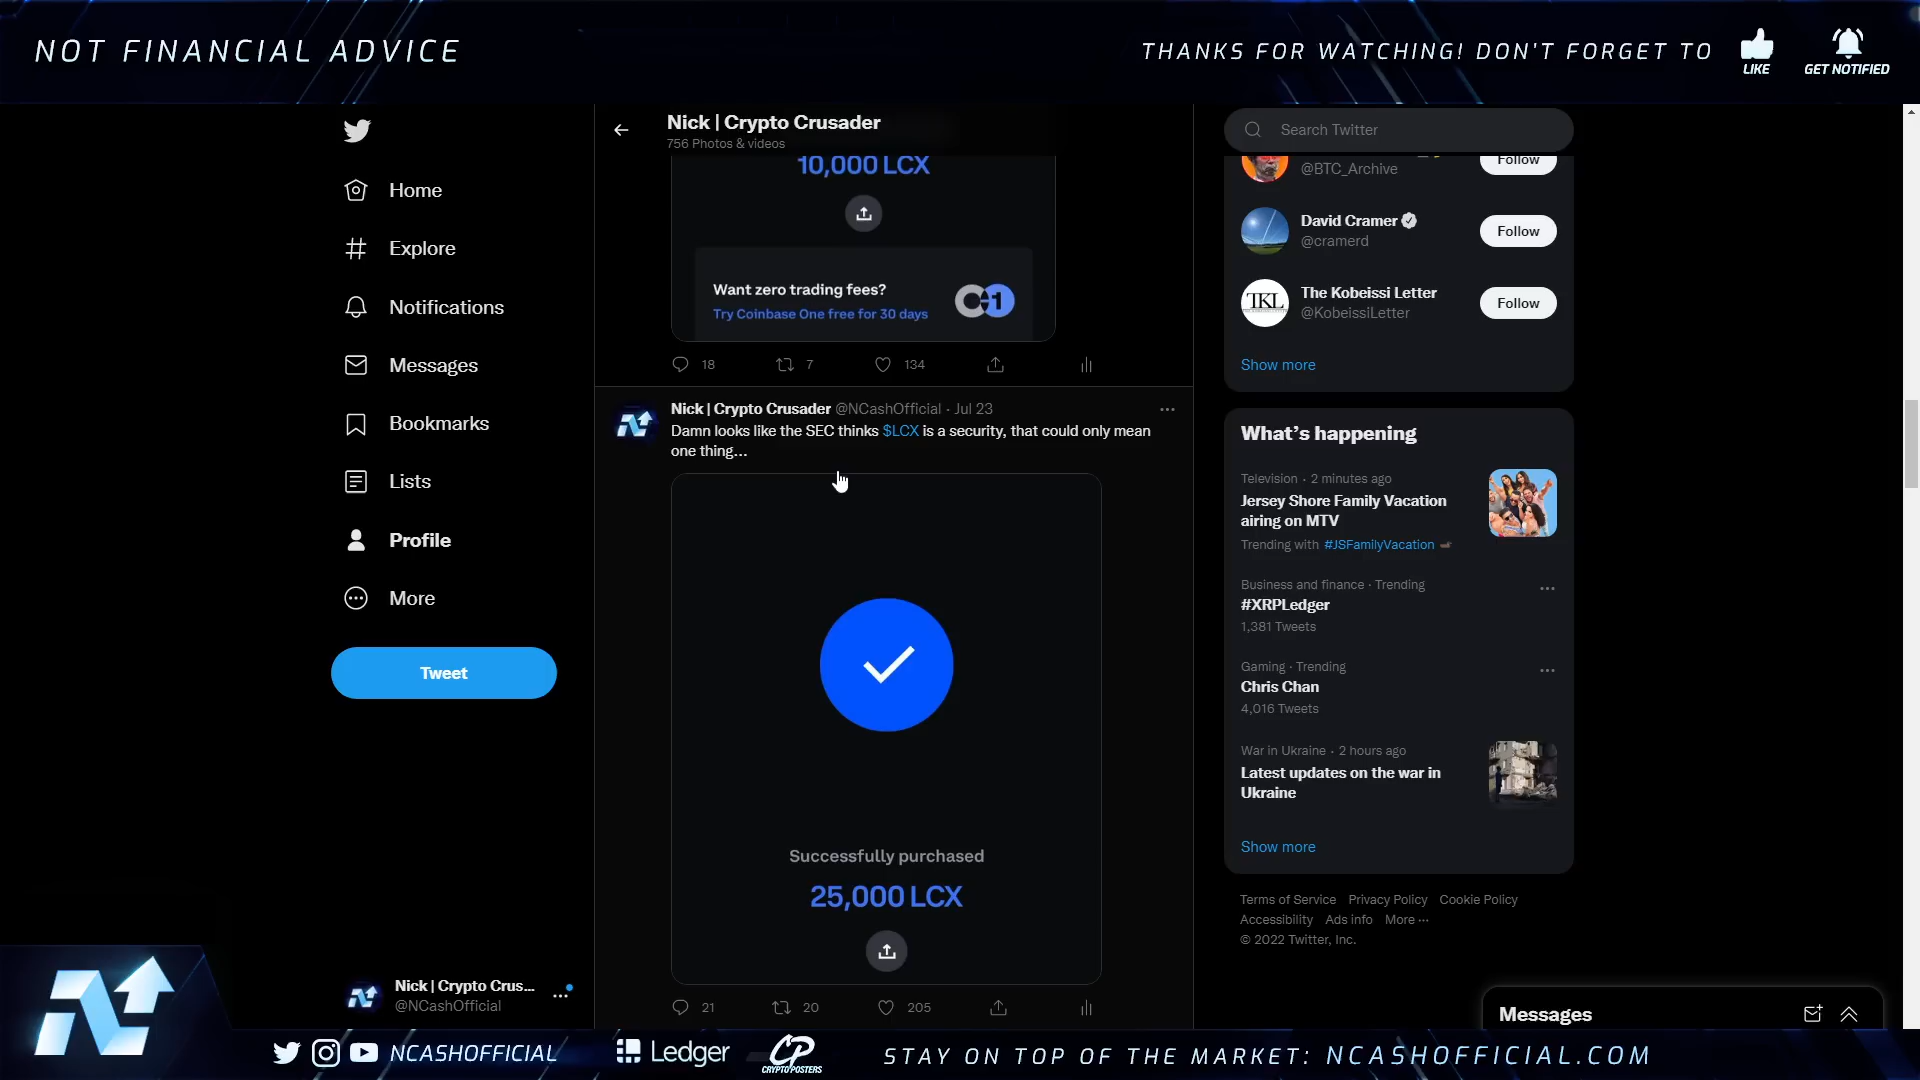 NOT FINANCIAL ADVICE
THANKS FOR WATCHING! DON'T FORGET TO
LIKE
GET NOTIFIED
Home
Explore
Notifications
Messages
Bookmarks
Lists
Profile
More
Tweet
Nick | Crypto Crus...
@NCashOfficial
Nick | Crypto Crusader
756 Photos & videos
10,000 LCX
Want zero trading fees?
Try Coinbase One free for 30 days
18 7 134
Nick | Crypto Crusader @NCashOfficial · Jul 23
Damn looks like the SEC thinks $LCX is a security, that could only mean
one thing...
Successfully purchased
25,000 LCX
21 20 205
Search Twitter
@BTC_Archive
Follow
David Cramer
@cramerd
Follow
TKL
The Kobeissi Letter
@KobeissiLetter
Follow
Show more
What's happening
Television · 2 minutes ago
Jersey Shore Family Vacation
airing on MTV
Trending with #JSFamilyVacation
Business and finance · Trending
#XRPLedger
1,381 Tweets
Gaming · Trending
Chris Chan
4,016 Tweets
War in Ukraine · 2 hours ago
Latest updates on the war in
Ukraine
Show more
Terms of Service Privacy Policy Cookie Policy
Accessibility Ads info More ···
© 2022 Twitter, Inc.
Messages
NCASHOFFICIAL
Ledger
CP
CRYPTOPOSTERS
STAY ON TOP OF THE MARKET: NCASHOFFICIAL.COM